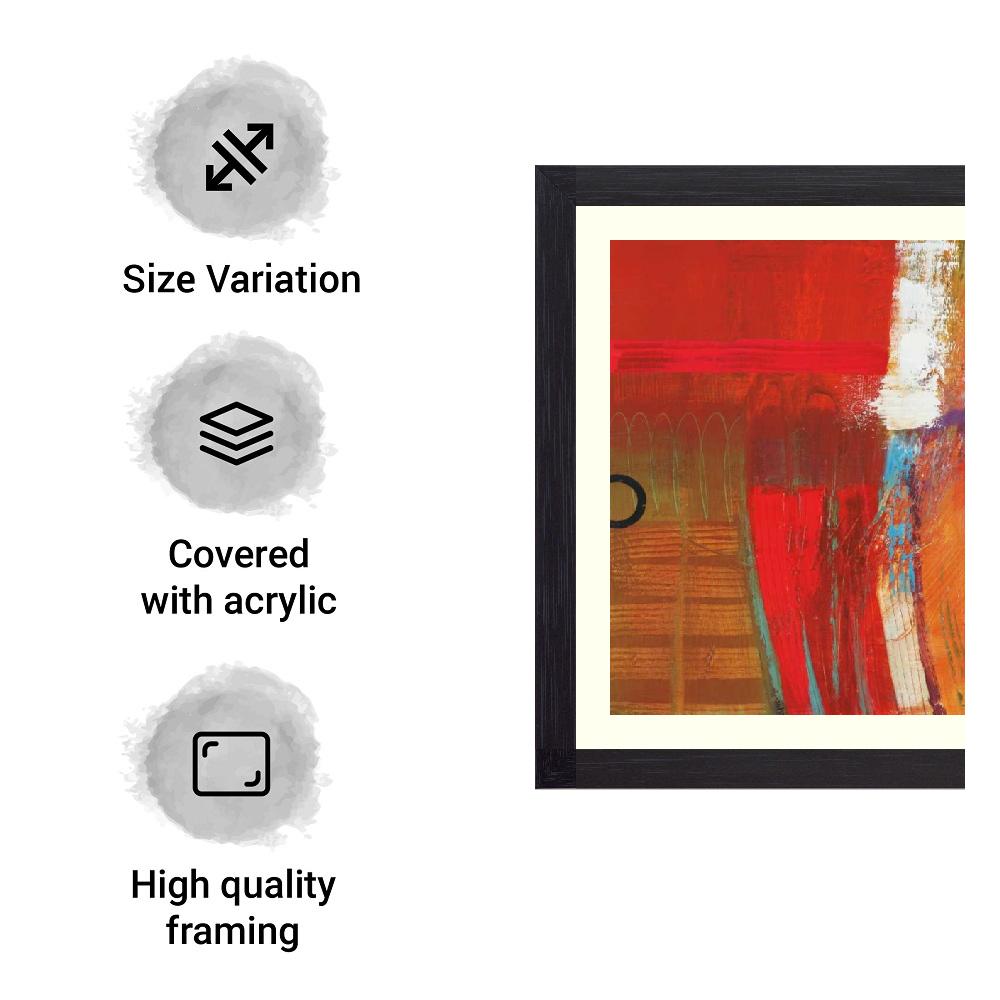 Size Variation
Covered
with acrylic
High quality
framing